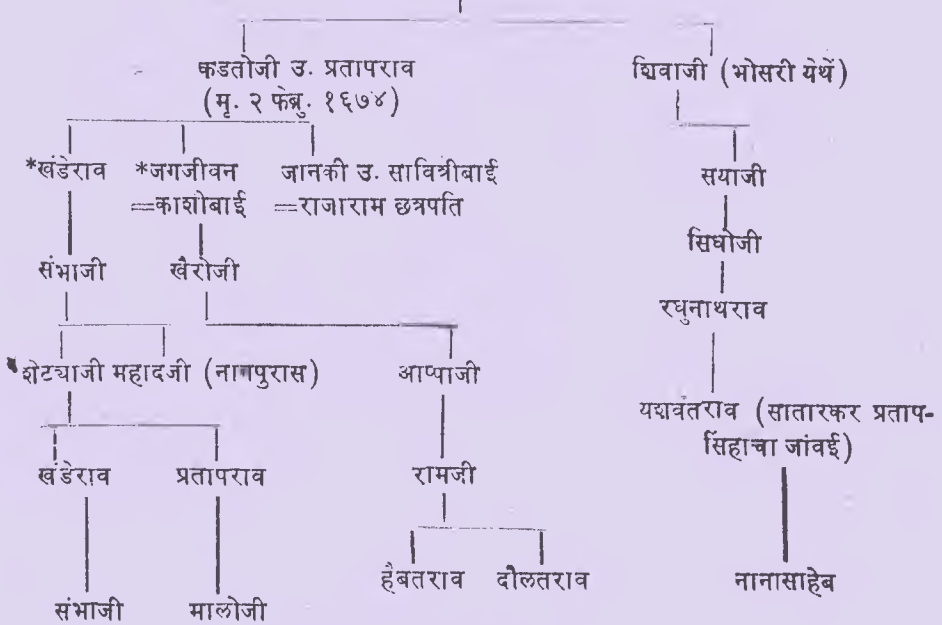 कडतोजी उ. प्रतापराव शिवाजी (भोसरी येथें)
(मृ. २ फेब्रु. १६७४)
*खंडेराव *जगजीवन जानकी उ. सावित्रीबाई सयाजी
=काशोबाई =राजाराम छत्रपति
सिधोजी
संभाजी खैरोजी
रघुनाथराव
शेट्याजी महादजी (नागपुरास) आप्पाजी
यशवंतराव (सातारकर प्रताप-
सिंहाचा जांवई)
खंडेराव प्रतापराव रामजी
हैबतराव दौलतराव नानासाहेब
संभाजी मालोजी